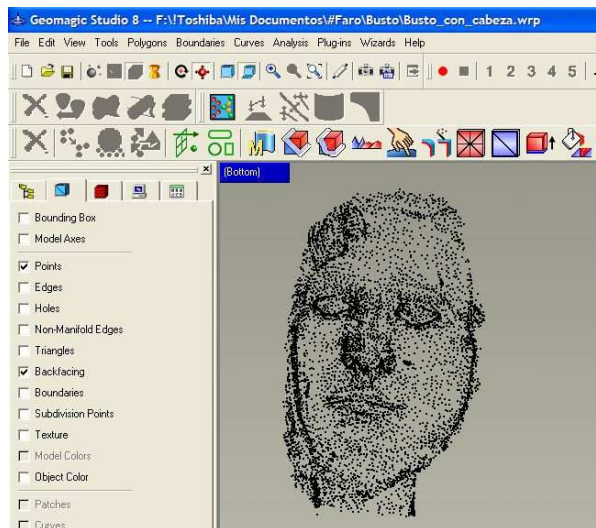 Geomagic Studio 8 -- F:\!Toshiba\Mis Documentos\#Faro\Busto\Busto_con_cabeza.wrp
File Edit View Tools Polygons Boundaries Curves Analysis Plug-ins Wizards Help
1 2 3 4 5
(Bottom)
Bounding Box
Model Axes
Points
Edges
Holes
Non-Manifold Edges
Triangles
Backfacing
Boundaries
Subdivision Points
Texture
Model Colors
Object Color
Patches
Curves